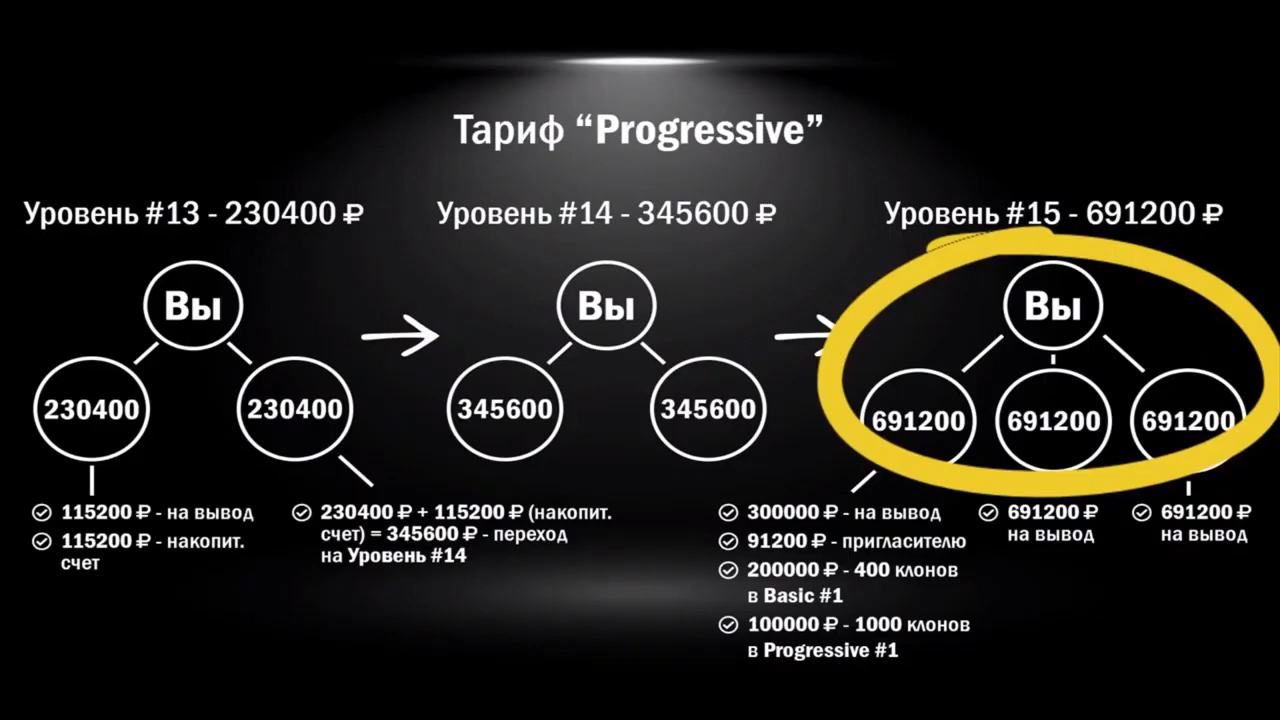 Тариф “Progressive”
Уровень #13 - 230400 ₽
Вы
230400
230400
115200 ₽ - на вывод
115200 ₽ - накопит.
счет
230400 ₽ + 115200 ₽ (накопит.
счет) = 345600 ₽ - переход
на Уровень #14
Уровень #14 - 345600 ₽
Вы
345600
345600
Уровень #15 - 691200 ₽
Вы
691200
691200
691200
300000 ₽ - на вывод
91200 ₽ - пригласителю
200000 ₽ - 400 клонов
в Basic #1
100000 ₽ - 1000 клонов
в Progressive #1
691200 ₽
на вывод
691200 ₽
на вывод